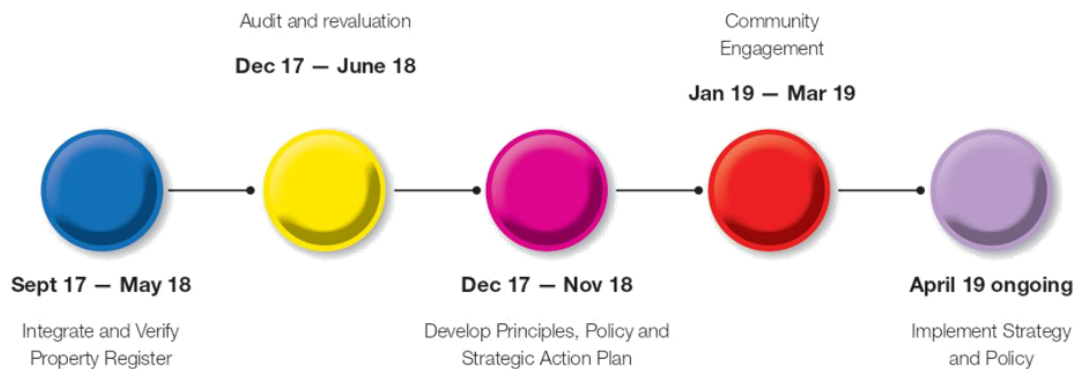 Audit and revaluation
Dec 17 — June 18
Community
Engagement
Jan 19 — Mar 19
Sept 17 — May 18
Integrate and Verify
Property Register
Dec 17 — Nov 18
Develop Principles, Policy and
Strategic Action Plan
April 19 ongoing
Implement Strategy
and Policy